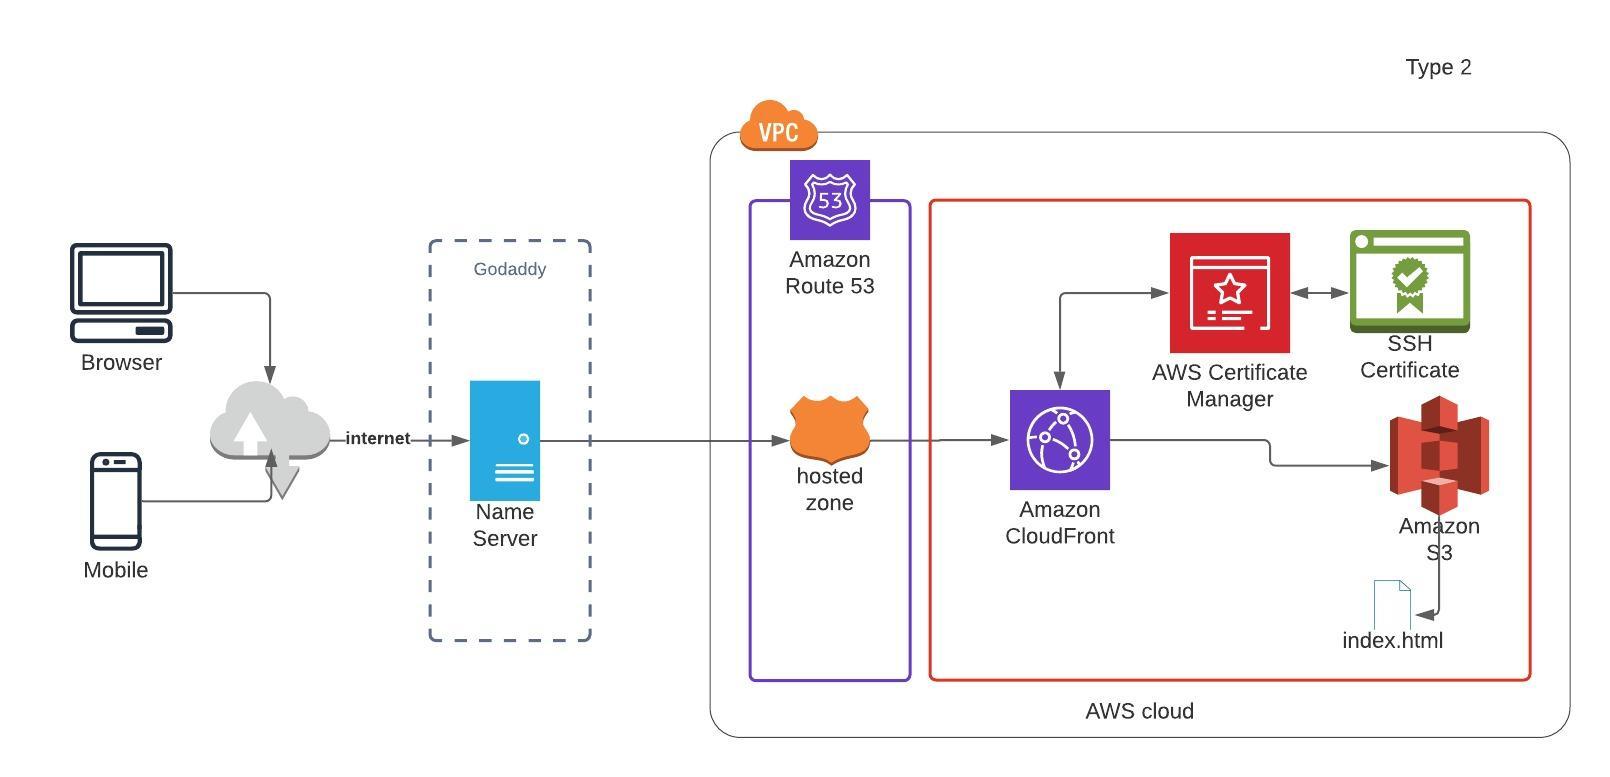 Type 2
VPC
53
Amazon
Route 53
Godaddy
Browser
internet
Mobile
Name
Server
hosted
zone
Amazon
CloudFront
AWS Certificate
Manager
SSH
Certificate
Amazon
S3
index.html
AWS cloud